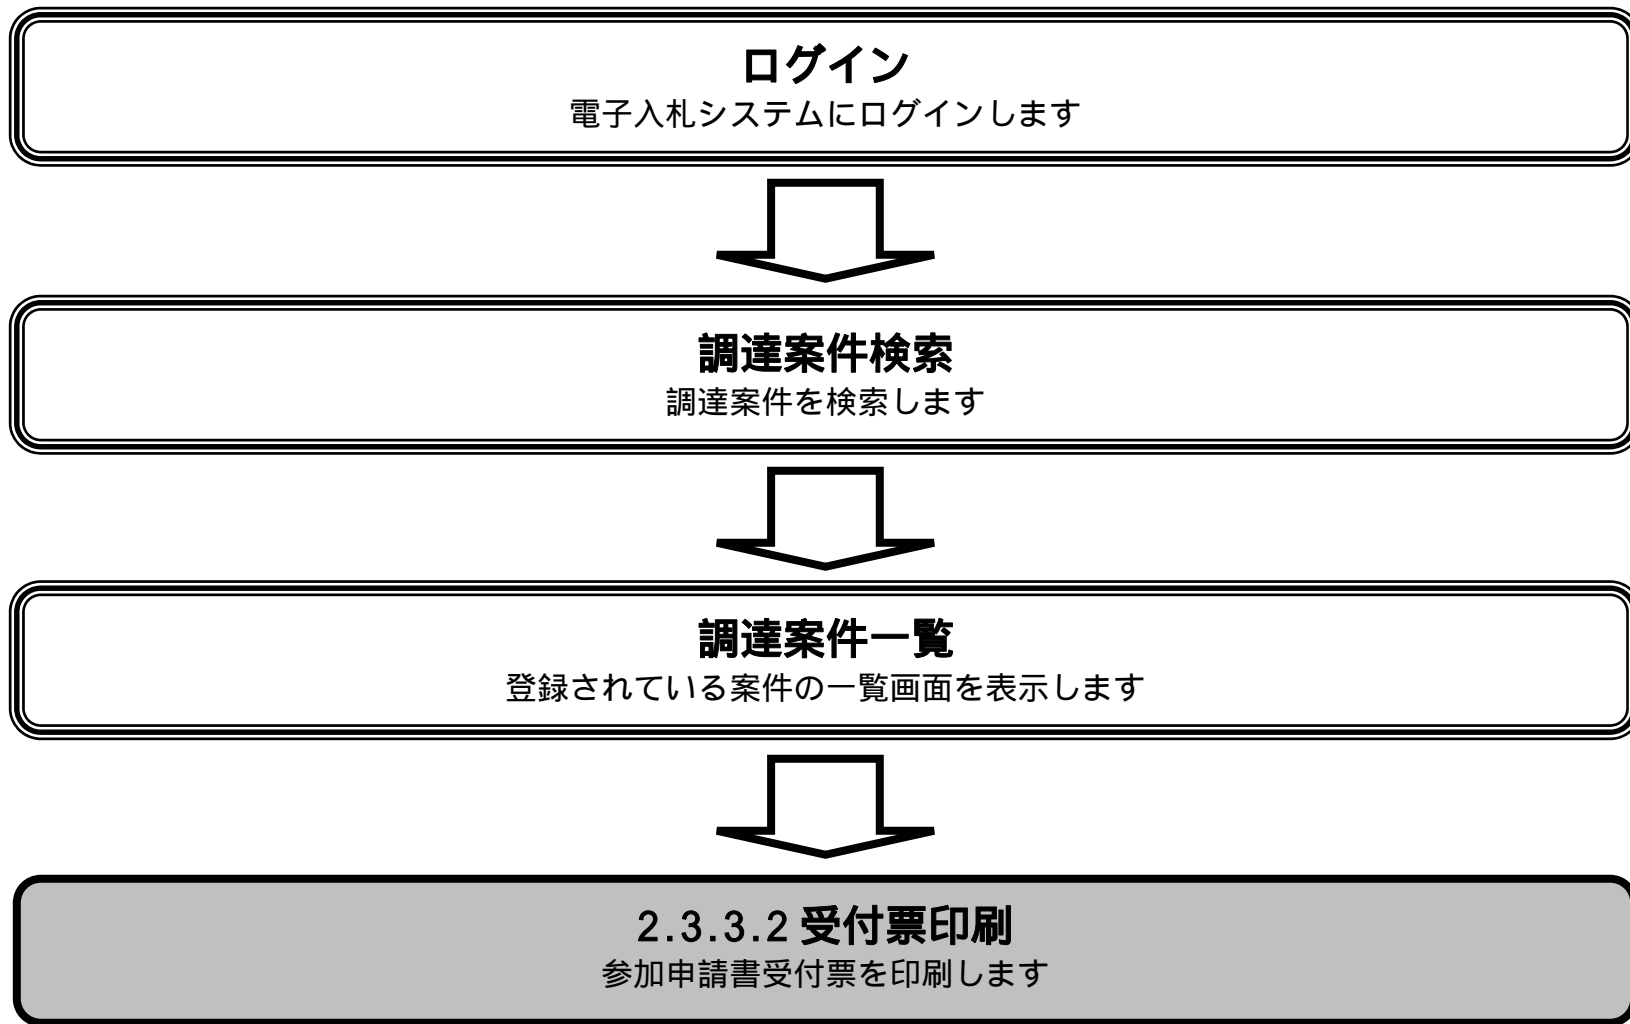 ログイン
電子入札システムにログインします
調達案件検索
調達案件を検索します
調達案件一覧
登録されている案件の一覧画面を表示します
2.3.3.2 受付票印刷
参加申請書受付票を印刷します